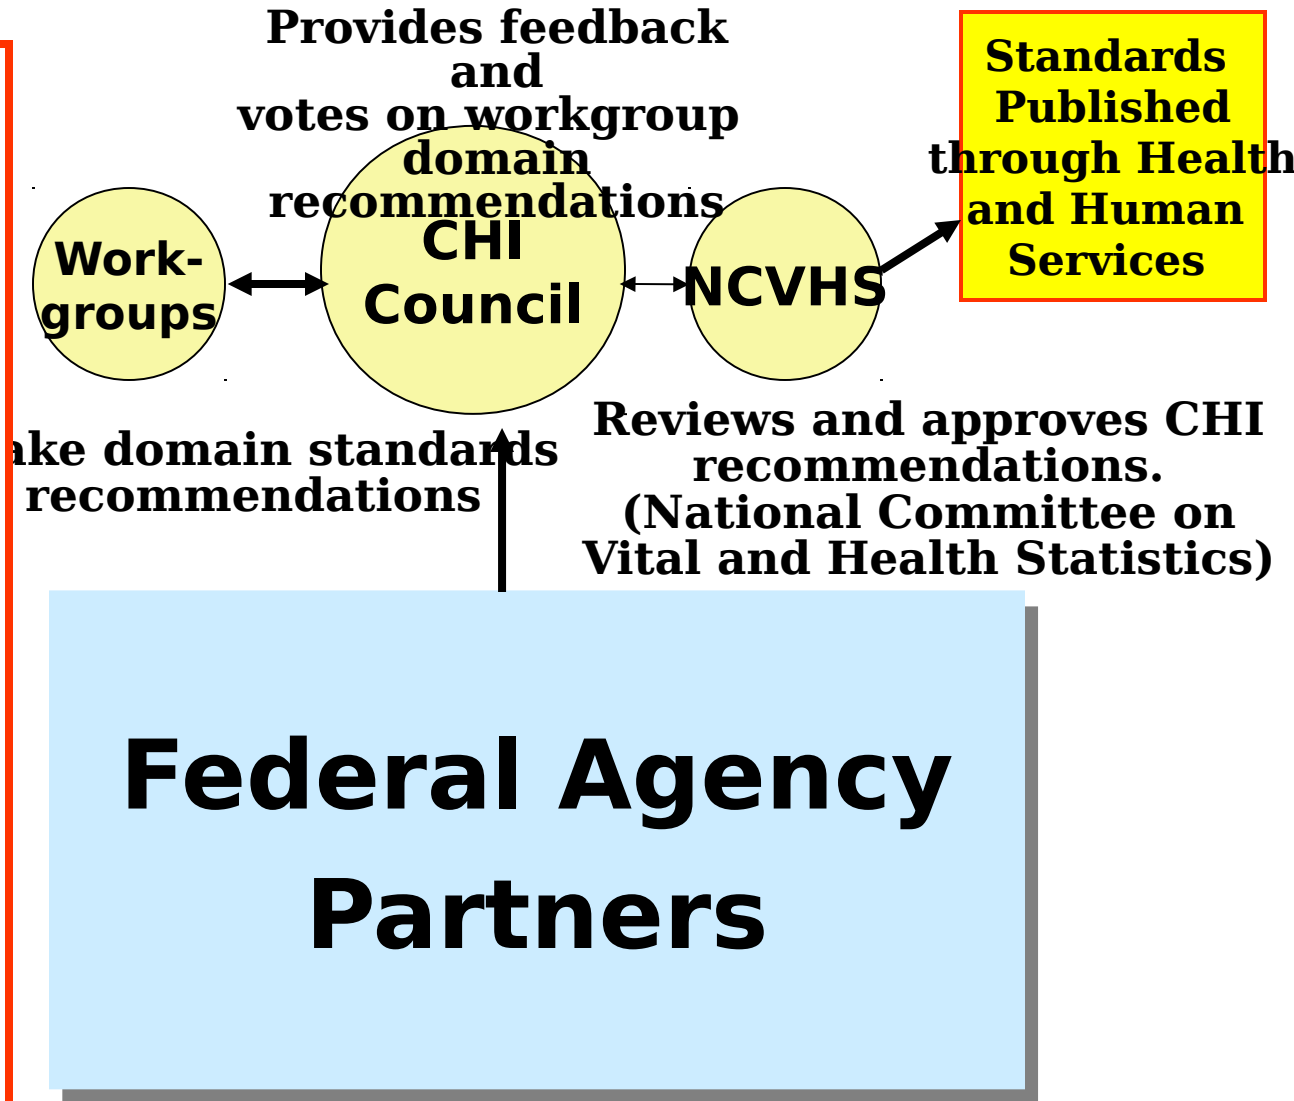 Provides feedback
and
votes on workgroup
domain
recommendations
Standards
Published
through Health
and Human
Services
Work-
groups
CHI
Council
NCVHS
ake domain standards
recommendations
Reviews and approves CHI
recommendations.
(National Committee on
Vital and Health Statistics)
Federal Agency
Partners